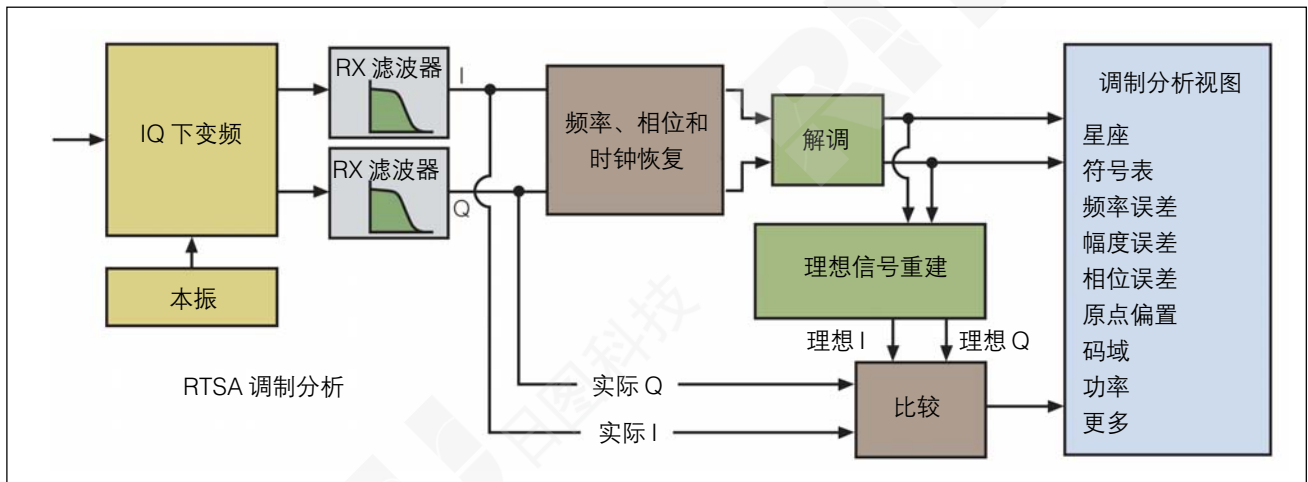 IQ 下变频
本振
RX 滤波器
I
RX 滤波器
Q
频率、相位和
时钟恢复
解调
理想信号重建
理想 I
理想 Q
实际 Q
实际 I
比较
RTSA 调制分析
调制分析视图
星座
符号表
频率误差
幅度误差
相位误差
原点偏置
码域
功率
更多
日图科技